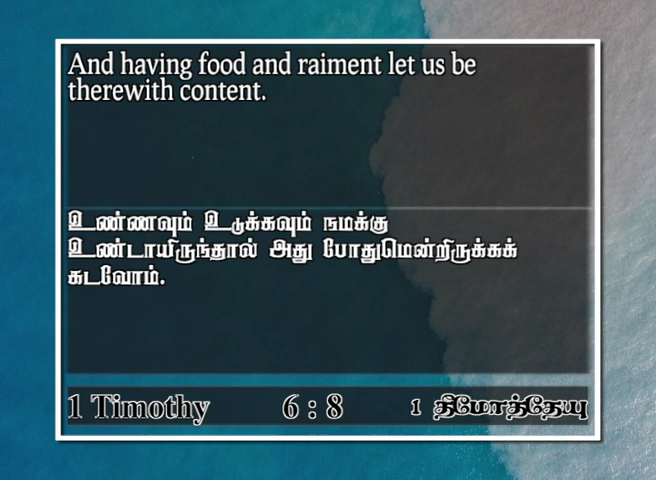 And having food and raiment let us be
therewith content.
உண்ணவும் உடுக்கவும் நமக்கு
உண்டாயிருந்தால் அது போதுமென்றிருக்கக்
கடவோம்.
1 Timothy 6 : 8 1 தீமோத்தேயு